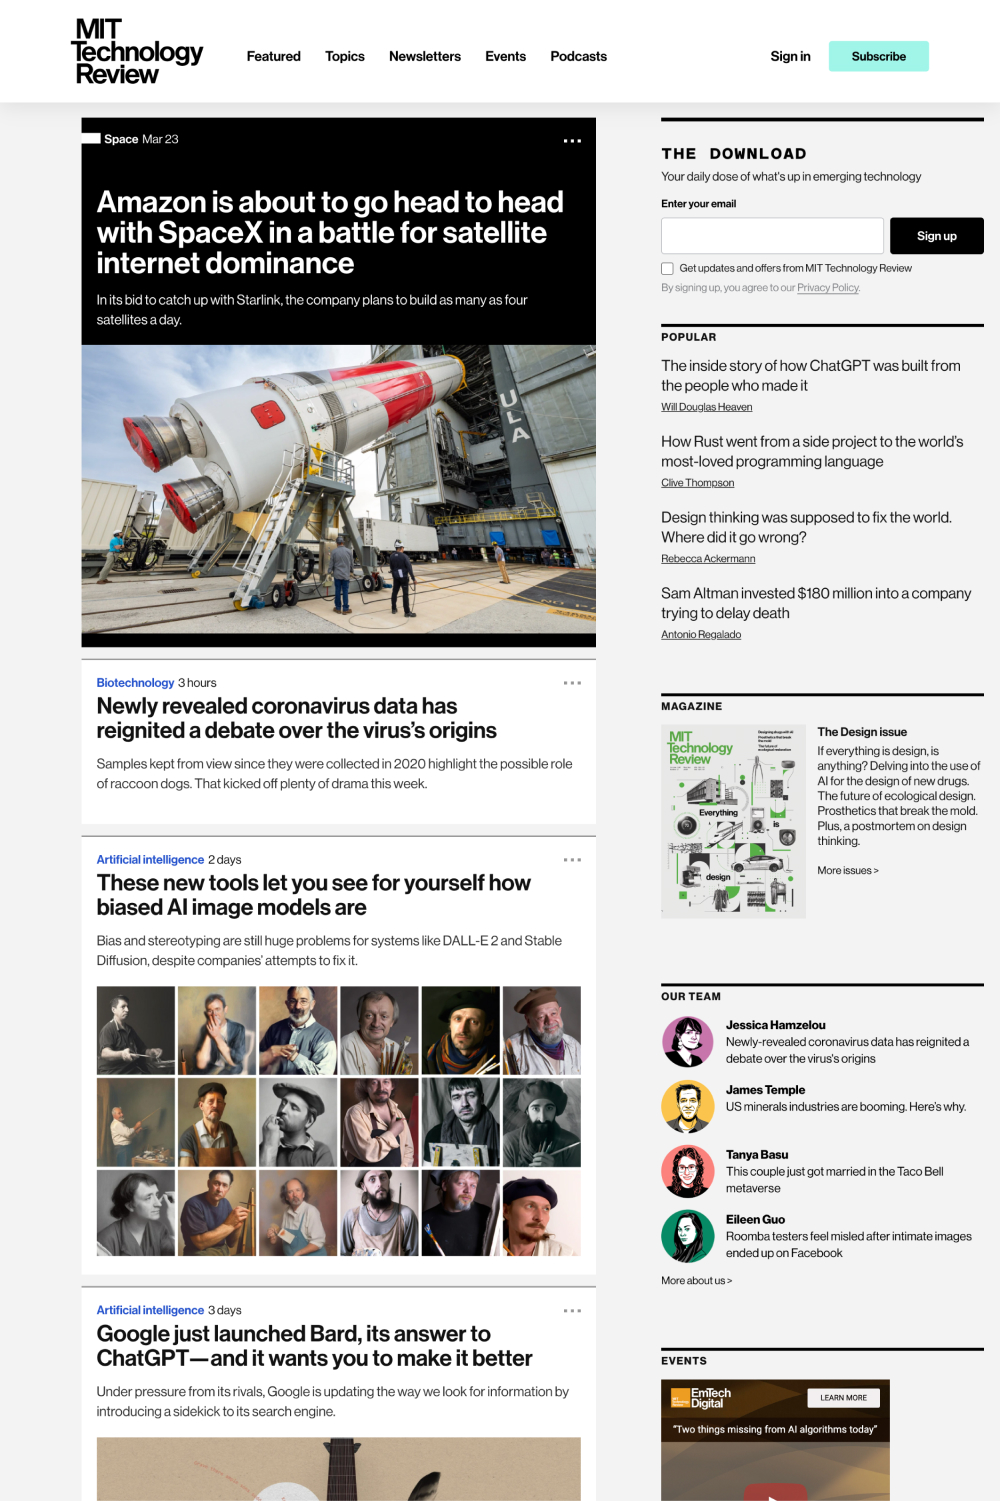 MIT
Technology
Review
Featured
Topics
Newsletters
Events
Podcasts
Sign in
Subscribe
Space Mar 23
Amazon is about to go head to head
with SpaceX in a battle for satellite
internet dominance
In its bid to catch up with Starlink, the company plans to build as many as four
satellites a day.
ULA
Biotechnology 3 hours
Newly revealed coronavirus data has
reignited a debate over the virus’s origins
Samples kept from view since they were collected in 2020 highlight the possible role
of raccoon dogs. That kicked off plenty of drama this week.
Artificial intelligence 2 days
These new tools let you see for yourself how
biased AI image models are
Bias and stereotyping are still huge problems for systems like DALL-E 2 and Stable
Diffusion, despite companies’ attempts to fix it.
Artificial intelligence 3 days
Google just launched Bard, its answer to
ChatGPT—and it wants you to make it better
Under pressure from its rivals, Google is updating the way we look for information by
introducing a sidekick to its search engine.
THE DOWNLOAD
Your daily dose of what's up in emerging technology
Enter your email
Sign up
Get updates and offers from MIT Technology Review
By signing up, you agree to our Privacy Policy.
POPULAR
The inside story of how ChatGPT was built from
the people who made it
Will Douglas Heaven
How Rust went from a side project to the world’s
most-loved programming language
Clive Thompson
Design thinking was supposed to fix the world.
Where did it go wrong?
Rebecca Ackermann
Sam Altman invested $180 million into a company
trying to delay death
Antonio Regalado
MAGAZINE
MIT
Technology
Review
Designing drugs with AI
Prosthetics that break
the mold
The future of
ecological restoration
Everything
is
design
The Design issue
If everything is design, is
anything? Delving into the use of
AI for the design of new drugs.
The future of ecological design.
Prosthetics that break the mold.
Plus, a postmortem on design
thinking.
More issues >
OUR TEAM
Jessica Hamzelou
Newly-revealed coronavirus data has reignited a
debate over the virus's origins
James Temple
US minerals industries are booming. Here’s why.
Tanya Basu
This couple just got married in the Taco Bell
metaverse
Eileen Guo
Roomba testers feel misled after intimate images
ended up on Facebook
More about us >
EVENTS
EmTech
Digital
LEARN MORE
“Two things missing from AI algorithms today”